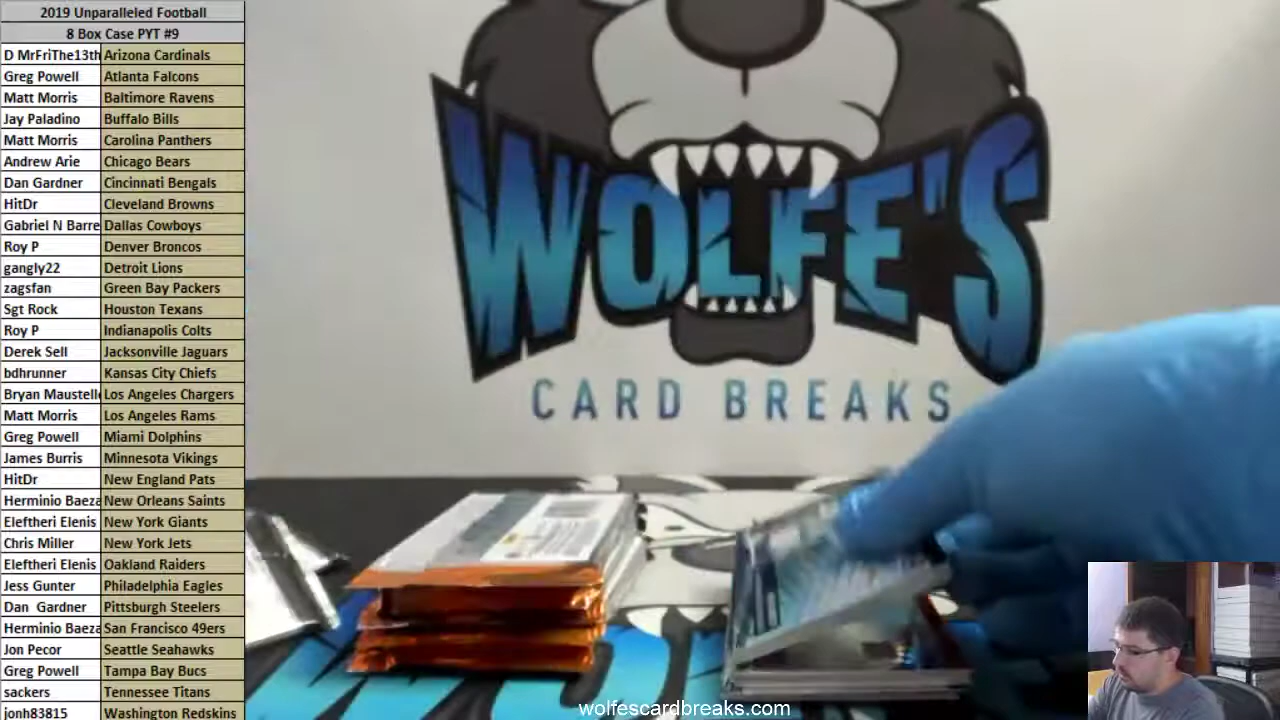 2019 Unparalleled Football
8 Box Case PYT #9
D MrFriThe13th Arizona Cardinals
Greg Powell Atlanta Falcons
Matt Morris Baltimore Ravens
Jay Paladino Buffalo Bills
Matt Morris Carolina Panthers
Andrew Arie Chicago Bears
Dan Gardner Cincinnati Bengals
HitDr Cleveland Browns
Gabriel N Barre Dallas Cowboys
Roy P Denver Broncos
gangly22 Detroit Lions
zagsfan Green Bay Packers
Sgt Rock Houston Texans
Roy P Indianapolis Colts
Derek Sell Jacksonville Jaguars
bdhrunner Kansas City Chiefs
Bryan Maustelle Los Angeles Chargers
Matt Morris Los Angeles Rams
Greg Powell Miami Dolphins
James Burris Minnesota Vikings
HitDr New England Pats
Herminio Baeza New Orleans Saints
Eleftheri Elenis New York Giants
Chris Miller New York Jets
Eleftheri Elenis Oakland Raiders
Jess Gunter Philadelphia Eagles
Dan Gardner Pittsburgh Steelers
Herminio Baeza San Francisco 49ers
Jon Pecor Seattle Seahawks
Greg Powell Tampa Bay Bucs
sackers Tennessee Titans
jonh83815 Washington Redskins
WOLFE'S
CARD BREAKS
wolfescardbreaks.com